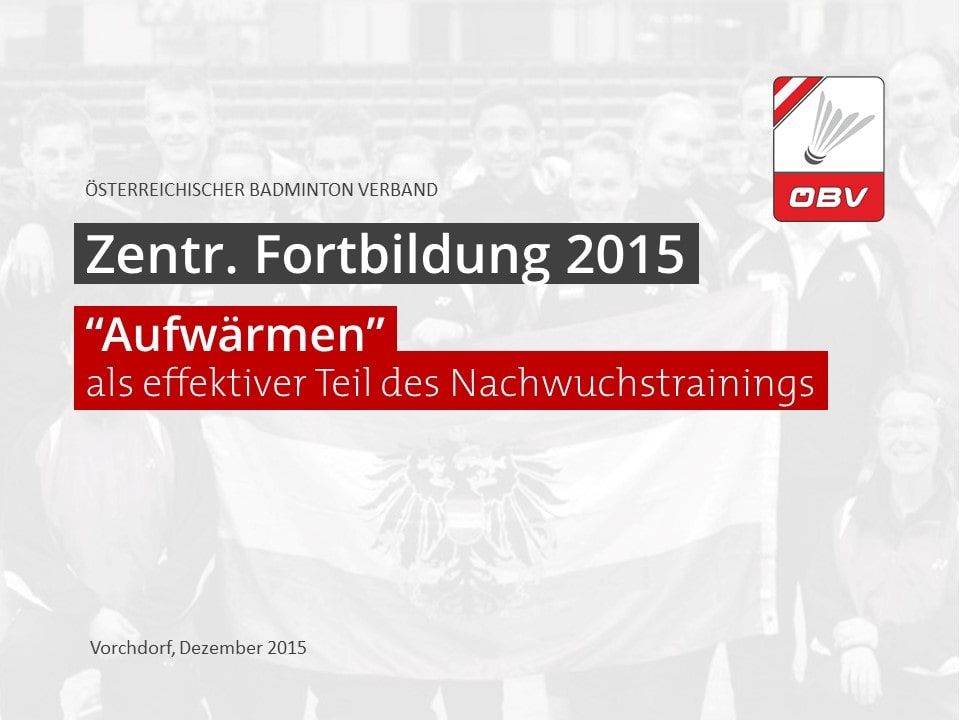 ÖSTERREICHISCHER BADMINTON VERBAND
ÖBV
Zentr. Fortbildung 2015
“Aufwärmen”
als effektiver Teil des Nachwuchstrainings
Vorchdorf, Dezember 2015